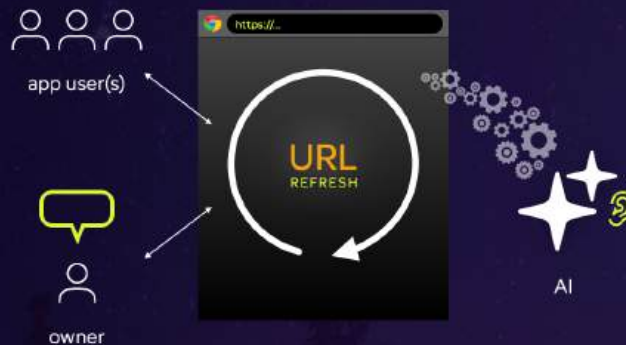 https://...
app user(s)
URL
REFRESH
AI
owner